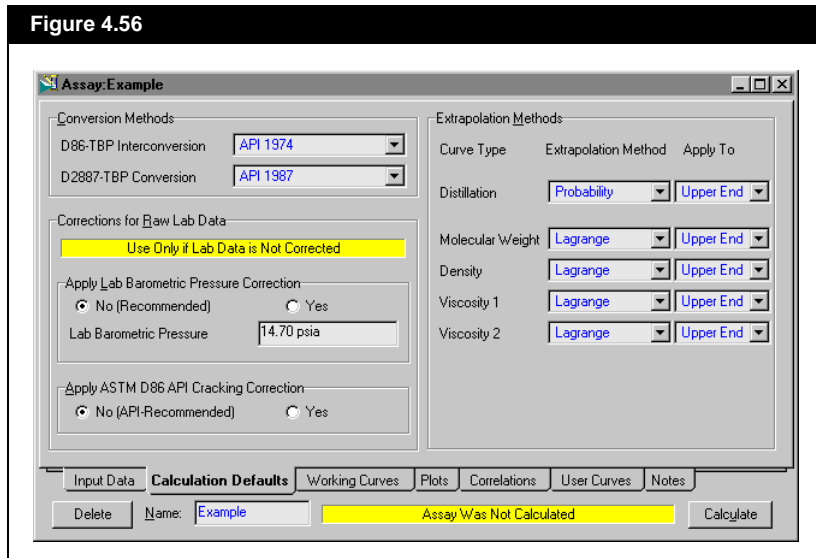 Figure 4.56
Assay:Example
Conversion Methods
D86-TBP Interconversion API 1974
D2887-TBP Conversion API 1987
Corrections for Raw Lab Data
Use Only if Lab Data is Not Corrected
Apply Lab Barometric Pressure Correction
No (Recommended) Yes
Lab Barometric Pressure 14.70 psia
Apply ASTM D86 API Cracking Correction
No (API-Recommended) Yes
Extrapolation Methods
Curve Type Extrapolation Method Apply To
Distillation Probability Upper End
Molecular Weight Lagrange Upper End
Density Lagrange Upper End
Viscosity 1 Lagrange Upper End
Viscosity 2 Lagrange Upper End
Input Data Calculation Defaults Working Curves Plots Correlations User Curves Notes
Delete Name: Example Assay Was Not Calculated Calculate